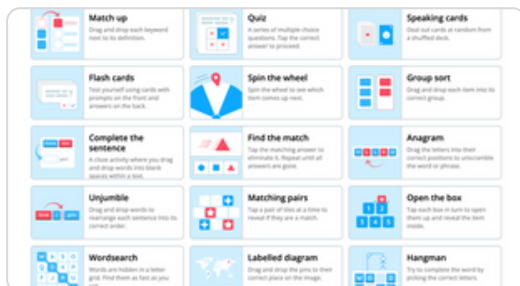 Match up
Drag and drop each keyword
next to its definition.
Quiz
A series of multiple choice
questions. Tap the correct
answer to proceed.
Speaking cards
Deal out cards at random from
a shuffled deck.
Flash cards
Test yourself using cards with
prompts on the front and
answers on the back.
Spin the wheel
Spin the wheel to see which
item comes up next.
Group sort
Drag and drop each item into its
correct group.
Complete the
sentence
A cloze activity where you drag
and drop words into blank
spaces within a text.
Find the match
Tap the matching answer to
eliminate it. Repeat until all
answers are gone.
Anagram
Drag the letters into their
correct positions to unscramble
the word or phrase.
Unjumble
Drag and drop words to
rearrange each sentence into its
correct order.
Matching pairs
Tap a pair of tiles at a time to
reveal if they are a match.
Open the box
Tap each box in turn to open
them up and reveal the item
inside.
1
2 3
3 4 5
Wordsearch
Words are hidden in a letter
grid. Find them as fast as you
Labelled diagram
Drag and drop the pins to their
correct place on the image.
Hangman
Try to complete the word by
picking the correct letters.